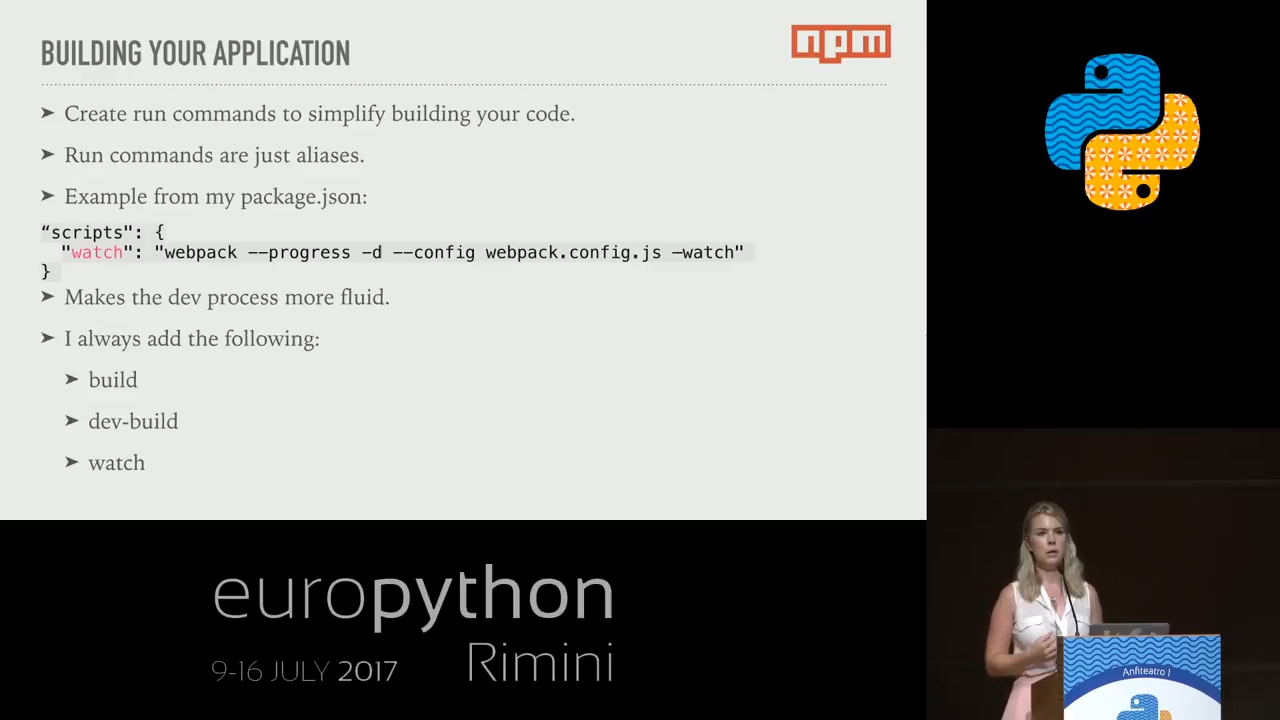 BUILDING YOUR APPLICATION
npm
➤ Create run commands to simplify building your code.
➤ Run commands are just aliases.
➤ Example from my package.json:
“scripts": {
"watch": "webpack --progress -d --config webpack.config.js –watch"
}
➤ Makes the dev process more fluid.
➤ I always add the following:
➤ build
➤ dev-build
➤ watch
europython
Rimini
9-16 JULY 2017
Anfiteatro 1